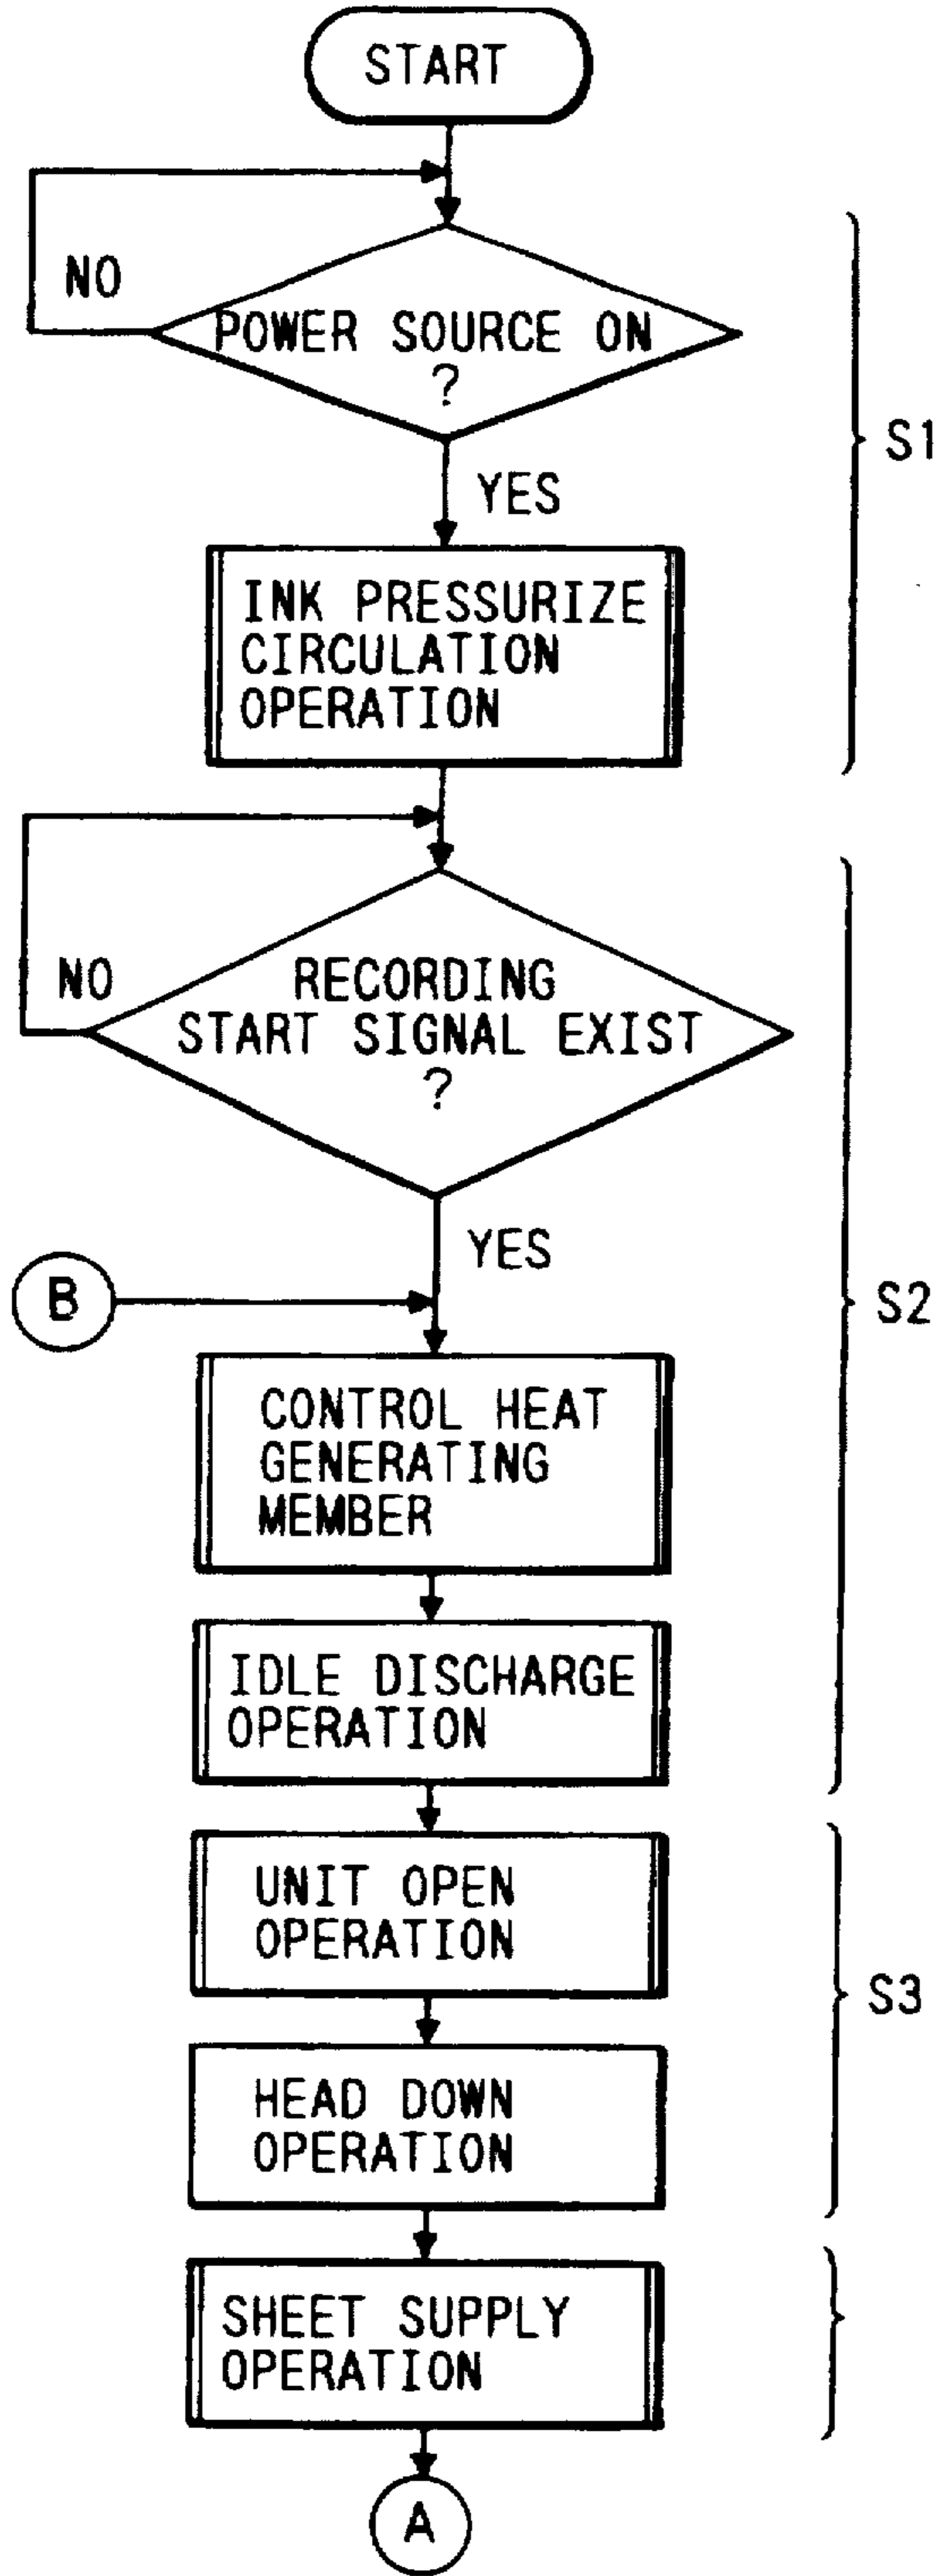 START
NO
POWER SOURCE ON
?
S1
YES
INK PRESSURIZE
CIRCULATION
OPERATION
NO
RECORDING
START SIGNAL EXIST
?
YES
B
S2
CONTROL HEAT
GENERATING
MEMBER
IDLE DISCHARGE
OPERATION
UNIT OPEN
OPERATION
S3
HEAD DOWN
OPERATION
SHEET SUPPLY
OPERATION
A